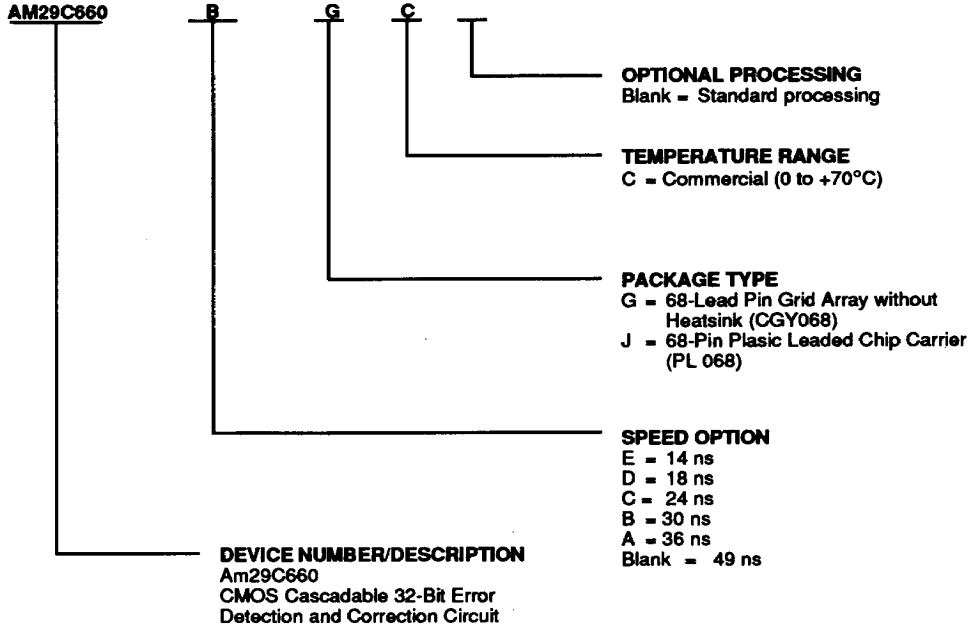 AM29C660 B G C
OPTIONAL PROCESSING
Blank = Standard processing
TEMPERATURE RANGE
C = Commercial (0 to +70°C)
PACKAGE TYPE
G = 68-Lead Pin Grid Array without
Heatsink (CGY068)
J = 68-Pin Plasic Leaded Chip Carrier
(PL 068)
SPEED OPTION
E = 14 ns
D = 18 ns
C = 24 ns
B = 30 ns
A = 36 ns
Blank = 49 ns
DEVICE NUMBER/DESCRIPTION
Am29C660
CMOS Cascadable 32-Bit Error
Detection and Correction Circuit